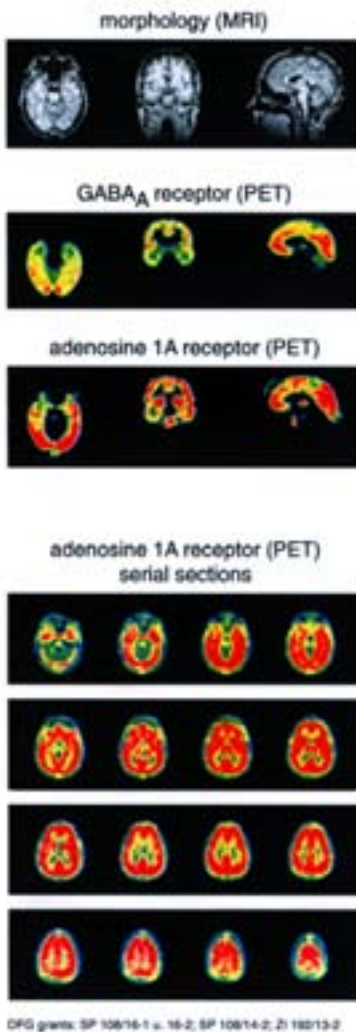 morphology (MRI)
GABAA receptor (PET)
adenosine 1A receptor (PET)
adenosine 1A receptor (PET)
serial sections
DFG grants: SP 108/16-1 u. 16-2; SP 108/14-2; ZI 192/13-2